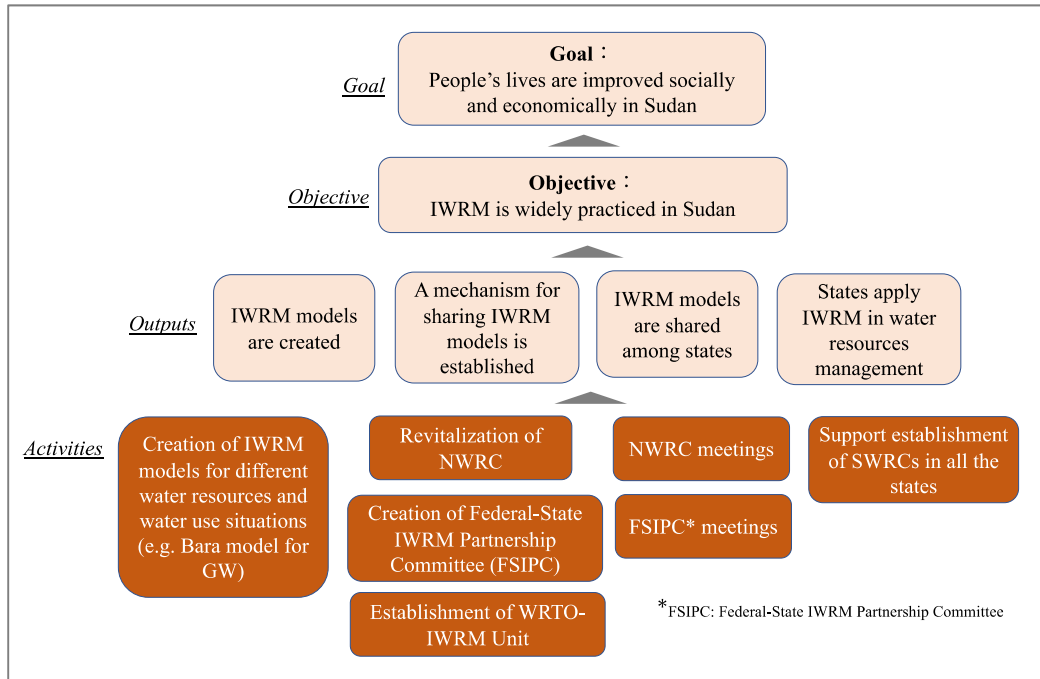 Goal
Goal：
People's lives are improved socially
and economically in Sudan
Objective
Objective：
IWRM is widely practiced in Sudan
Outputs
IWRM models
are created
A mechanism for
sharing IWRM
models is
established
IWRM models
are shared
among states
States apply
IWRM in water
resources
management
Activities
Creation of IWRM
models for different
water resources and
water use situations
(e.g. Bara model for
GW)
Revitalization of
NWRC
Creation of Federal-State
IWRM Partnership
Committee (FSIPC)
Establishment of WRTO-
IWRM Unit
NWRC meetings
FSIPC* meetings
Support establishment
of SWRCs in all the
states
*FSIPC: Federal-State IWRM Partnership Committee